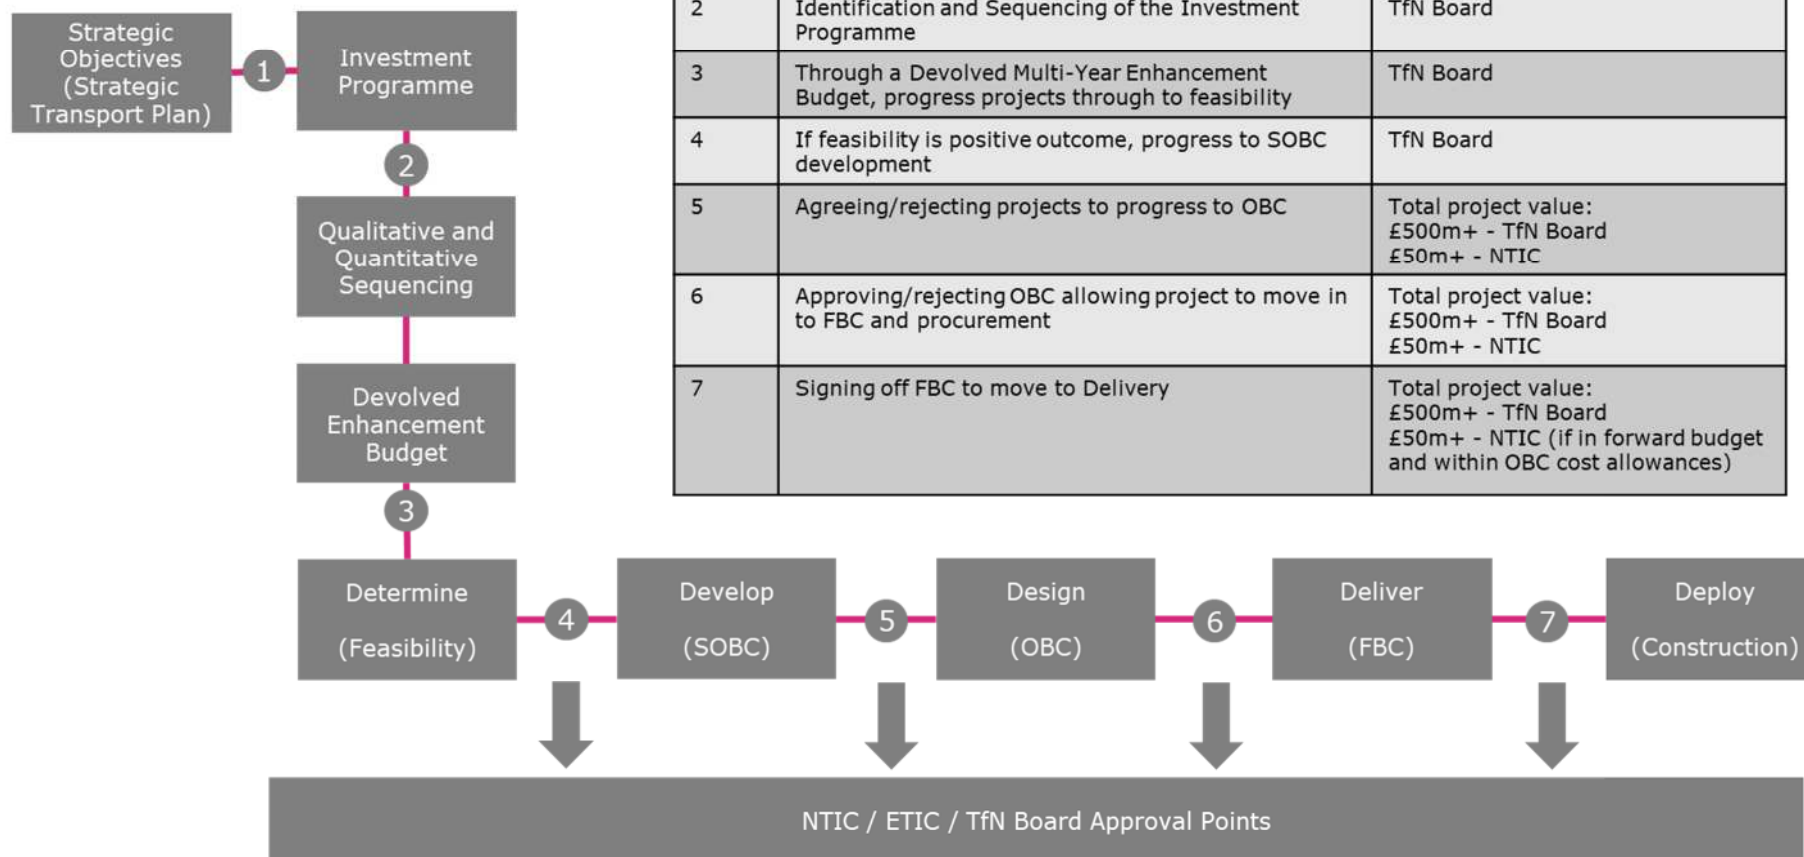 Strategic
Objectives
(Strategic
Transport Plan)
1
Investment
Programme
2
Qualitative and
Quantitative
Sequencing
Devolved
Enhancement
Budget
3
2 Identification and Sequencing of the Investment TfN Board
Programme
3 Through a Devolved Multi-Year Enhancement TfN Board
Budget, progress projects through to feasibility
4 If feasibility is positive outcome, progress to SOBC TfN Board
development
5 Agreeing/rejecting projects to progress to OBC Total project value:
£500m+ - TfN Board
£50m+ - NTIC
6 Approving/rejecting OBC allowing project to move in Total project value:
to FBC and procurement £500m+ - TfN Board
£50m+ - NTIC
7 Signing off FBC to move to Delivery Total project value:
£500m+ - TfN Board
£50m+ - NTIC (if in forward budget
and within OBC cost allowances)
Determine
(Feasibility)
4
Develop
(SOBC)
5
Design
(OBC)
6
Deliver
(FBC)
7
Deploy
(Construction)
NTIC / ETIC / TfN Board Approval Points